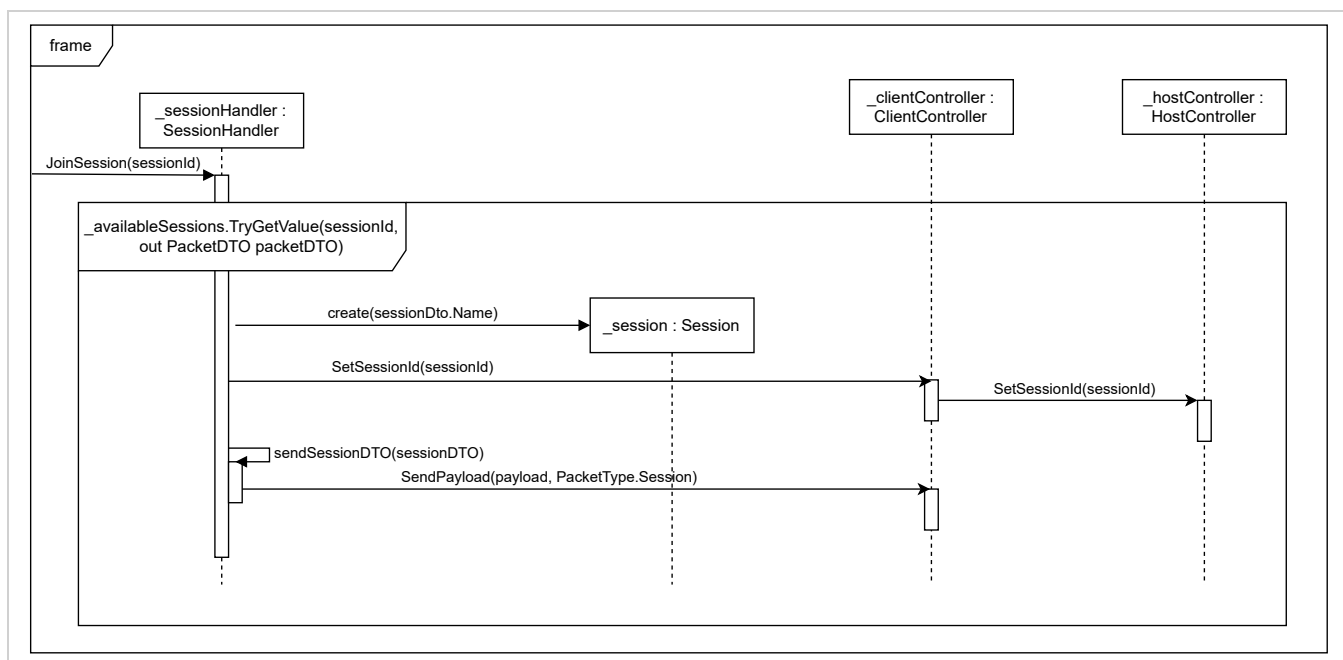 frame
_sessionHandler :
SessionHandler
_clientController :
ClientController
_hostController :
HostController
JoinSession(sessionId)
_availableSessions.TryGetValue(sessionId,
out PacketDTO packetDTO)
create(sessionDto.Name)
_session : Session
SetSessionId(sessionId)
SetSessionId(sessionId)
sendSessionDTO(sessionDTO)
SendPayload(payload, PacketType.Session)